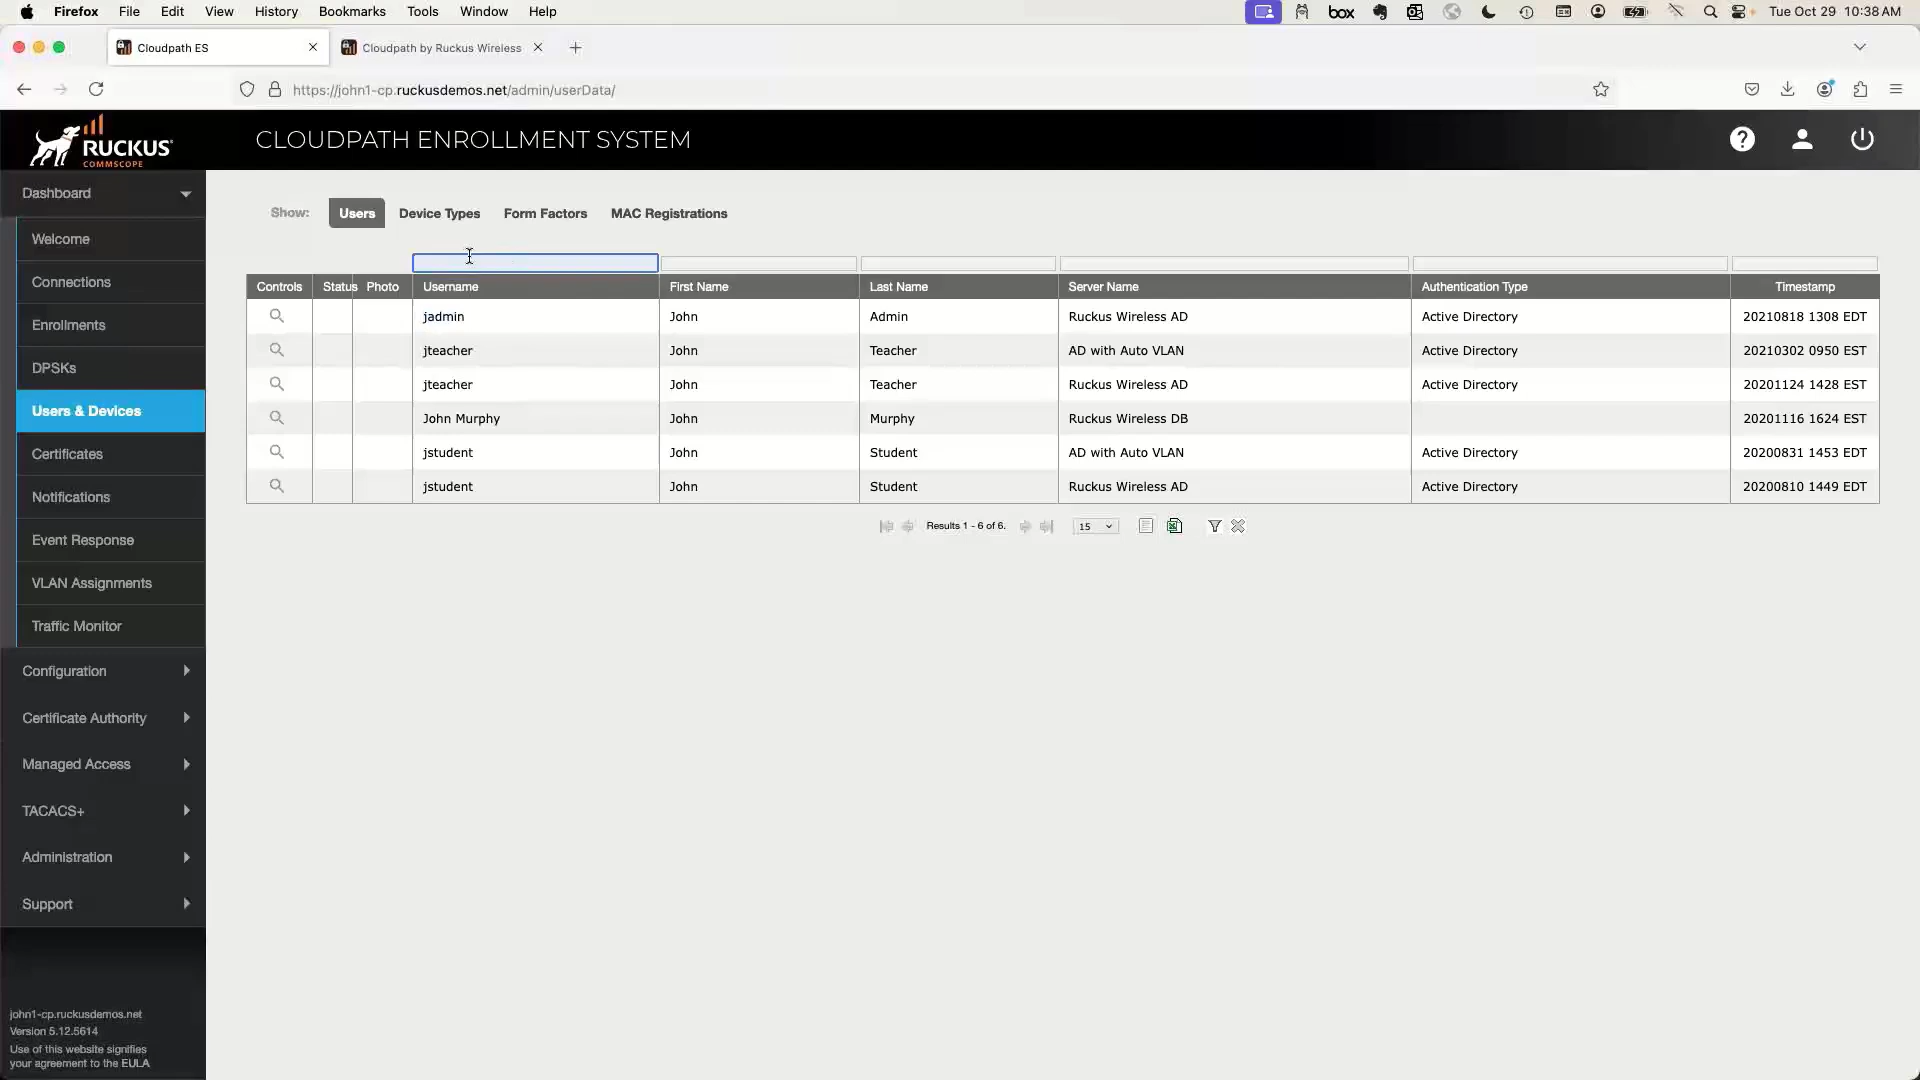 Firefox File Edit View History Bookmarks Tools Window Help box Tue Oct 29 10:38 AM
Cloudpath ES
Cloudpath by Ruckus Wireless
https://john1-cp.ruckusdemos.net/admin/userData/
RUCKUS
COMMSCOPE
CLOUDPATH ENROLLMENT SYSTEM
Dashboard
Welcome
Connections
Enrollments
DPSKs
Users & Devices
Certificates
Notifications
Event Response
VLAN Assignments
Traffic Monitor
Configuration
Certificate Authority
Managed Access
TACACS+
Administration
Support
john1-cp.ruckusdemos.net
Version 5.12.5614
Use of this website signifies
your agreement to the EULA
Show: Users Device Types Form Factors MAC Registrations
Controls Status Photo Username First Name Last Name Server Name Authentication Type Timestamp
jadmin John Admin Ruckus Wireless AD Active Directory 20210818 1308 EDT
jteacher John Teacher AD with Auto VLAN Active Directory 20210302 0950 EST
jteacher John Teacher Ruckus Wireless AD Active Directory 20201124 1428 EST
John Murphy John Murphy Ruckus Wireless DB 20201116 1624 EST
jstudent John Student AD with Auto VLAN Active Directory 20200831 1453 EDT
jstudent John Student Ruckus Wireless AD Active Directory 20200810 1449 EDT
Results 1 - 6 of 6. 15